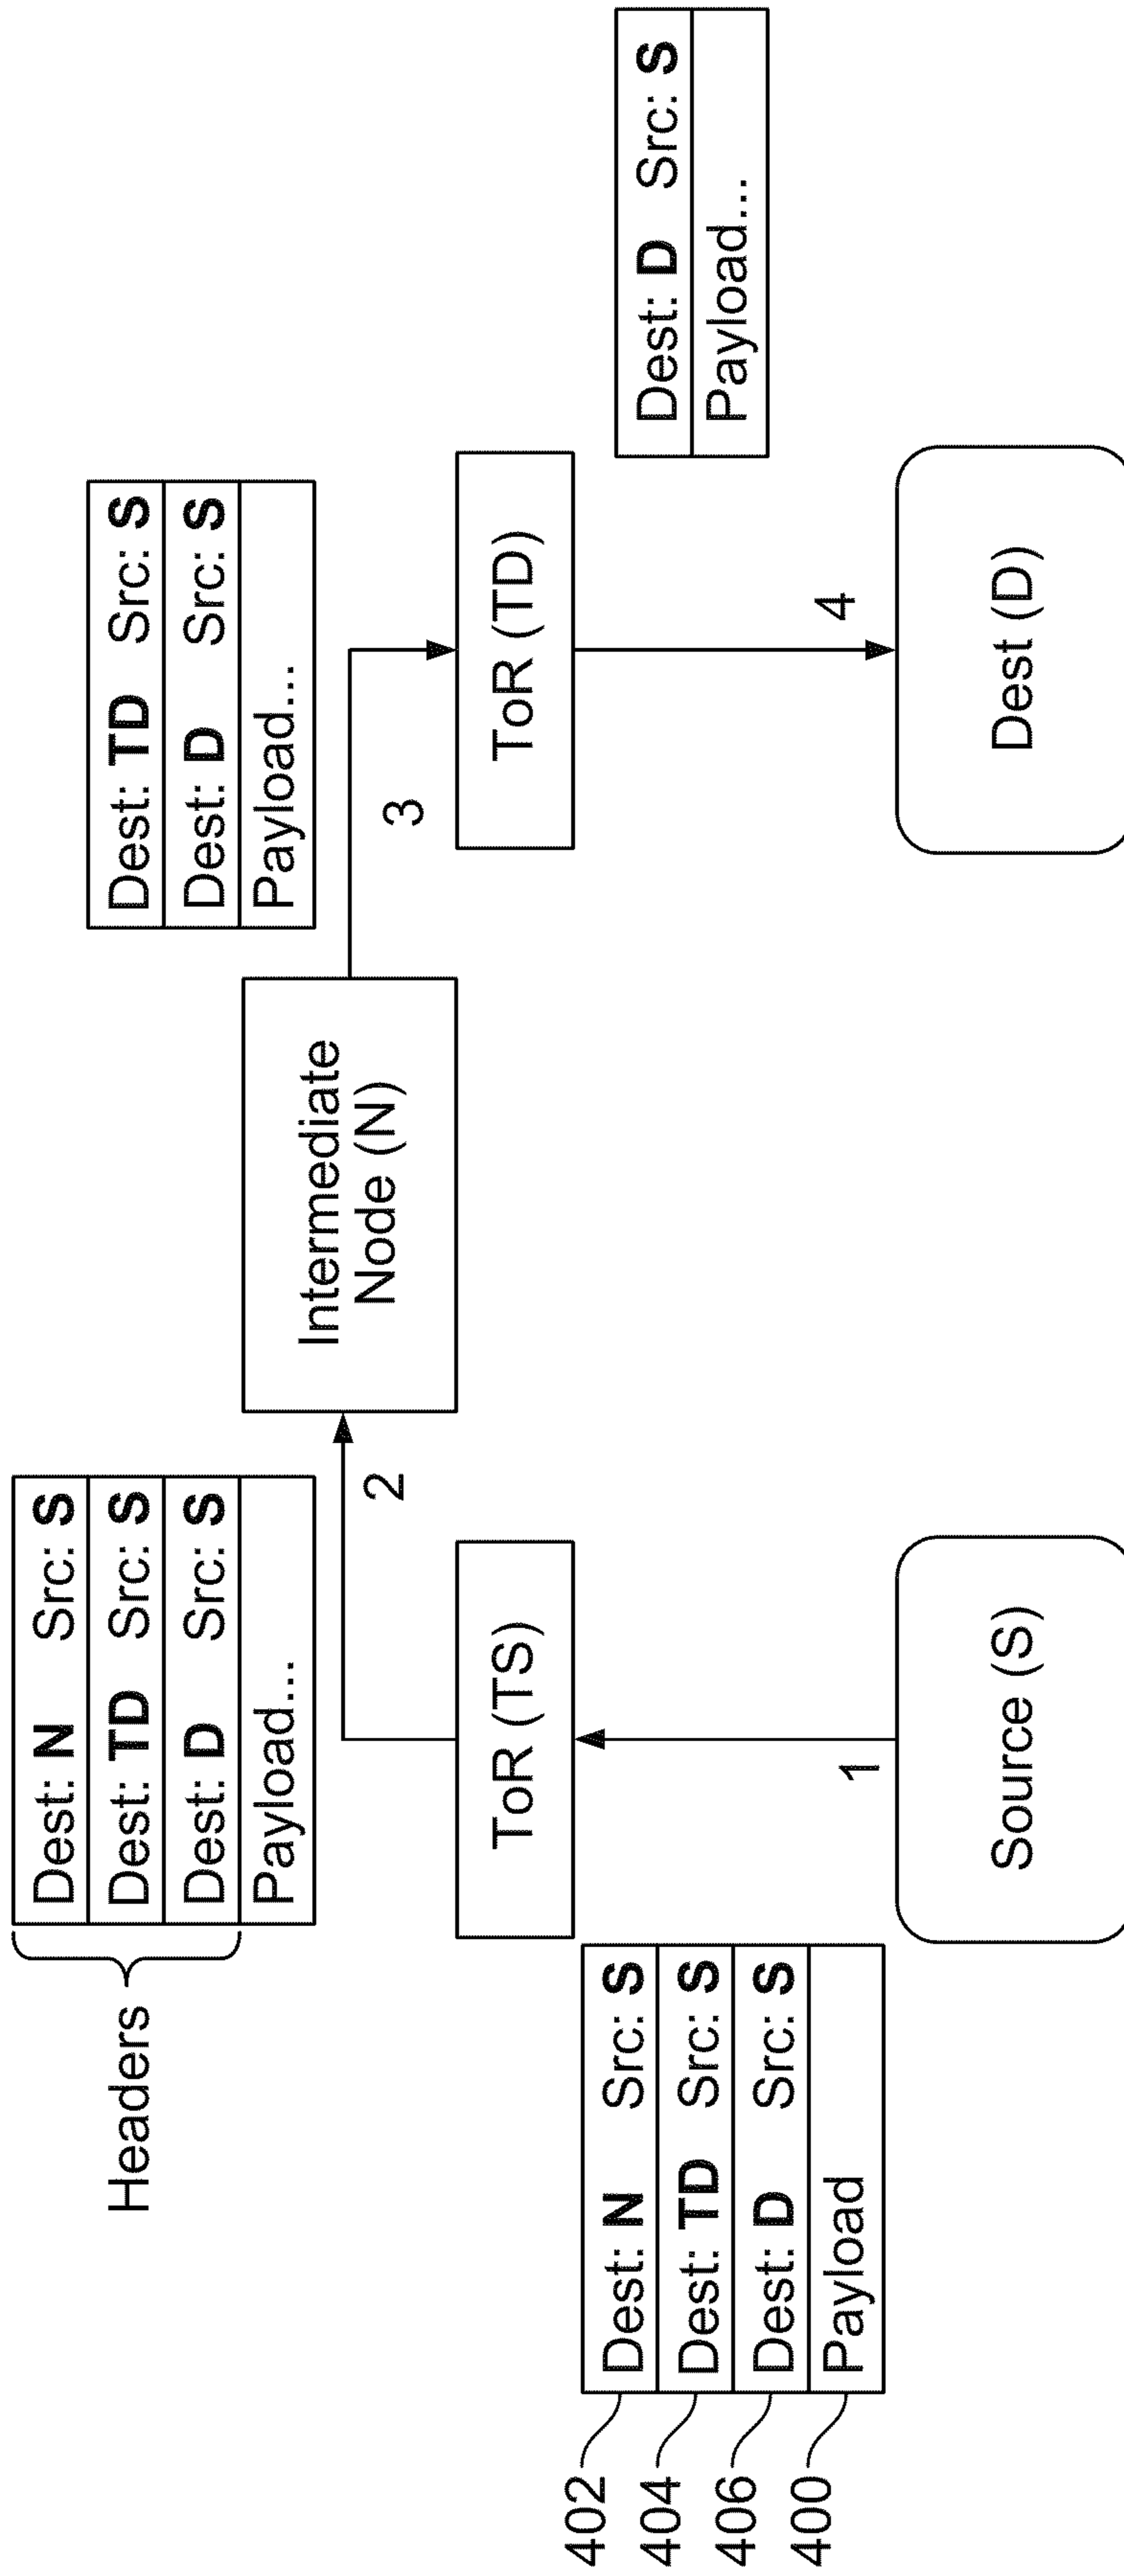 Headers
Dest: N Src: S
Dest: TD Src: S
Dest: D Src: S
Payload...
Dest: TD Src: S
Dest: D Src: S
Payload...
2
Intermediate
Node (N)
3
ToR (TS)
ToR (TD)
402
Dest: N Src: S
404
Dest: TD Src: S
406
Dest: D Src: S
400
Payload
Dest: D Src: S
Payload...
1
4
Source (S)
Dest (D)